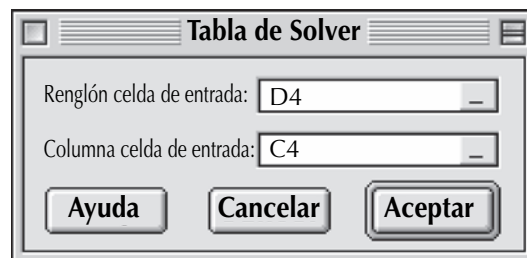 Tabla de Solver
Renglón celda de entrada: D4
Columna celda de entrada: C4
Ayuda Cancelar Aceptar